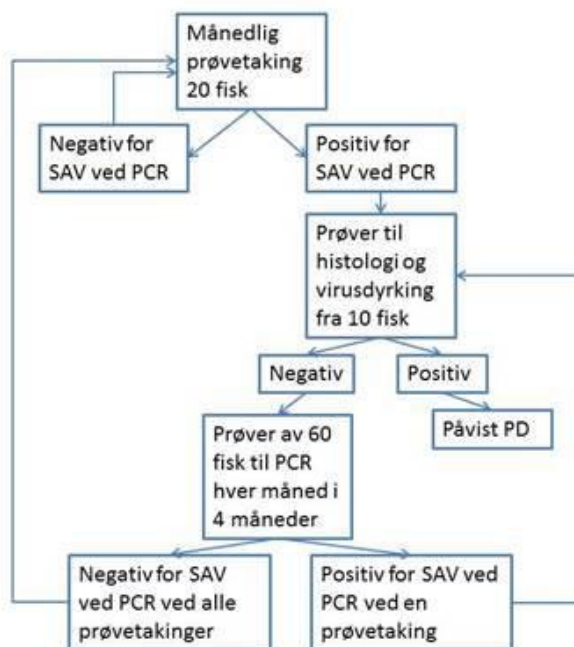 Månedlig
prøvetaking
20 fisk
Negativ for
SAV ved PCR
Positiv for
SAV ved PCR
Prøver til
histologi og
virusdyrking
fra 10 fisk
Negativ
Positiv
Påvist PD
Prøver av 60
fisk til PCR
hver måned i
4 måneder
Negativ for SAV
ved PCR ved alle
prøvetakinger
Positiv for SAV ved
PCR ved en
prøvetaking